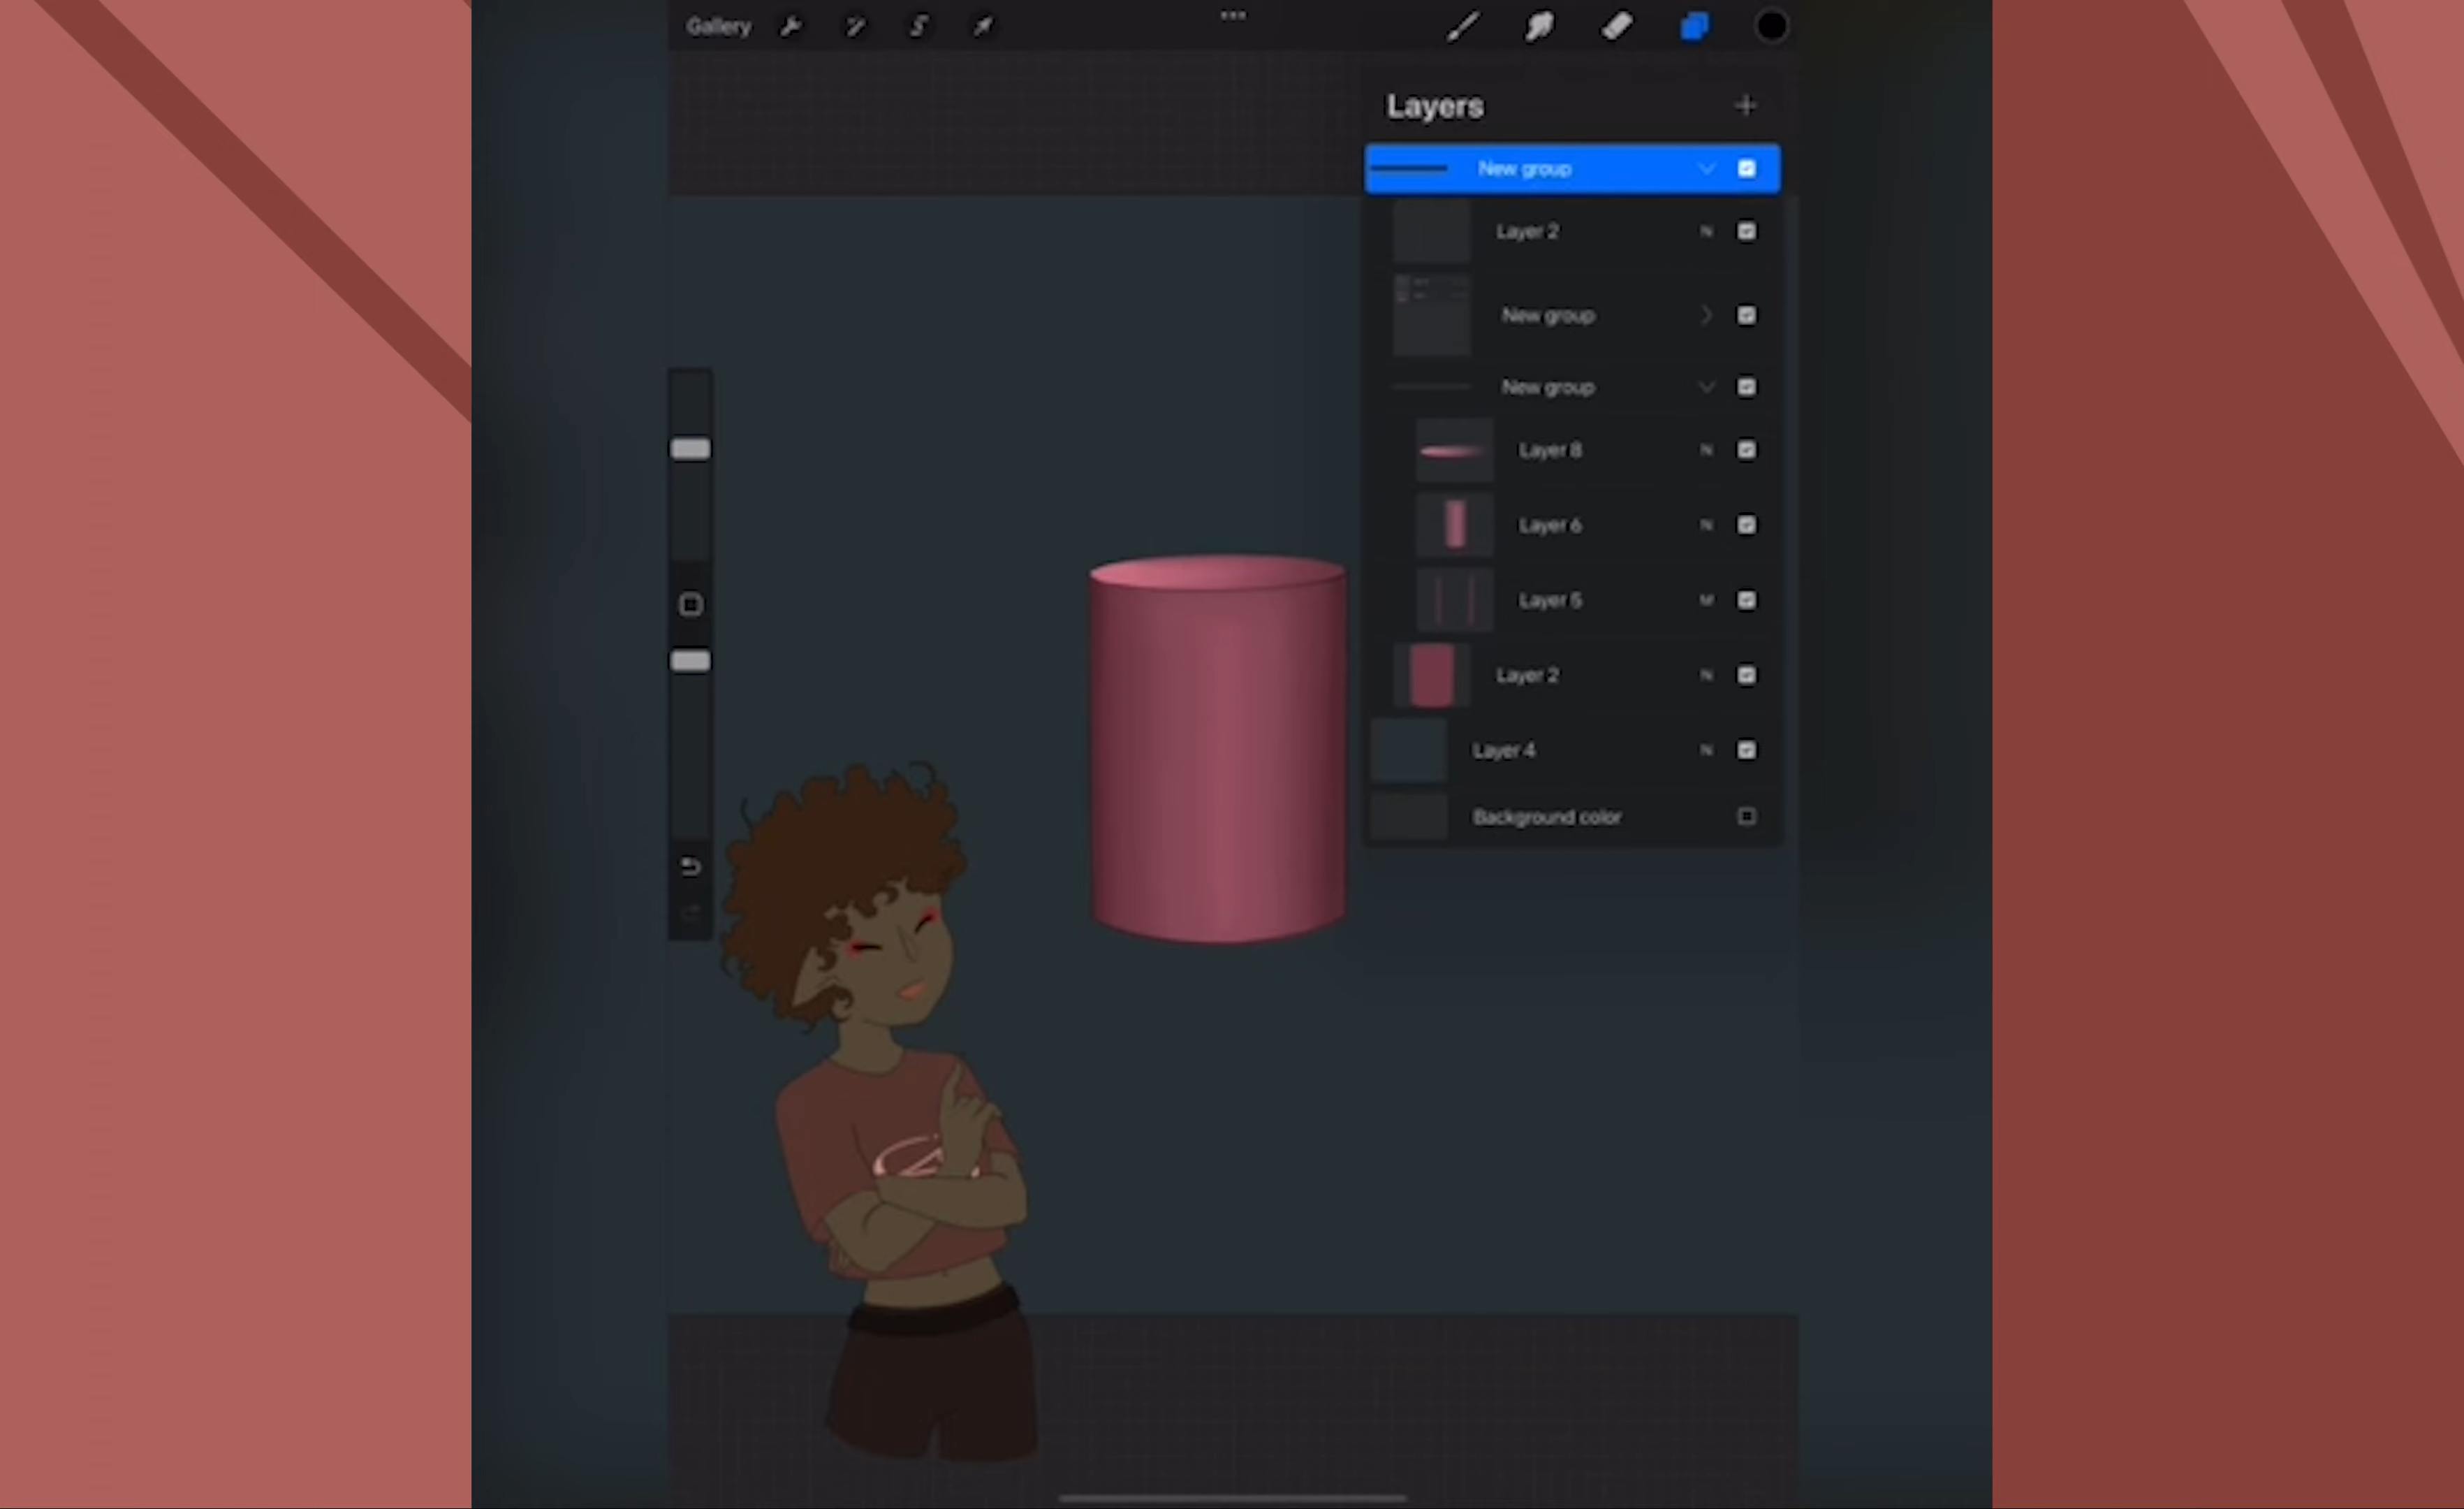 Gallery
Layers
New group
Layer 2 N
New group
New group
Layer 8 N
Layer 6 N
Layer 5 M
Layer 2 N
Layer 4 N
Background color